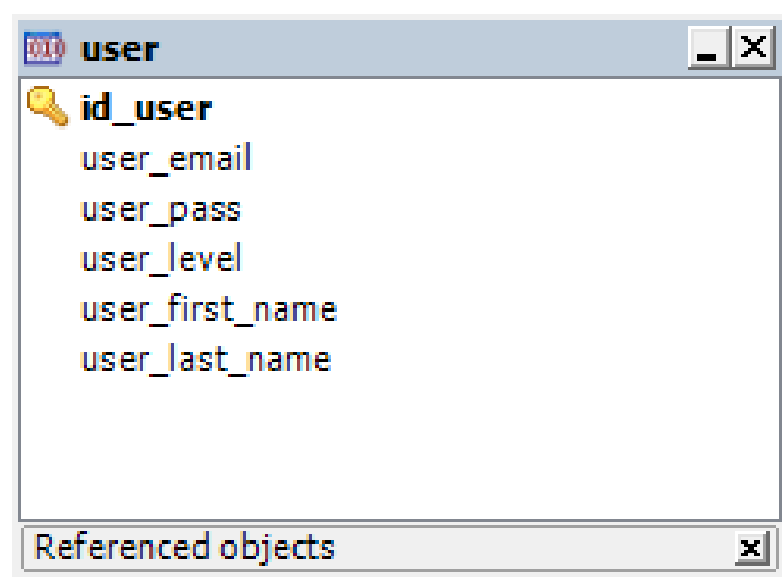 user
id_user
user_email
user_pass
user_level
user_first_name
user_last_name
Referenced objects